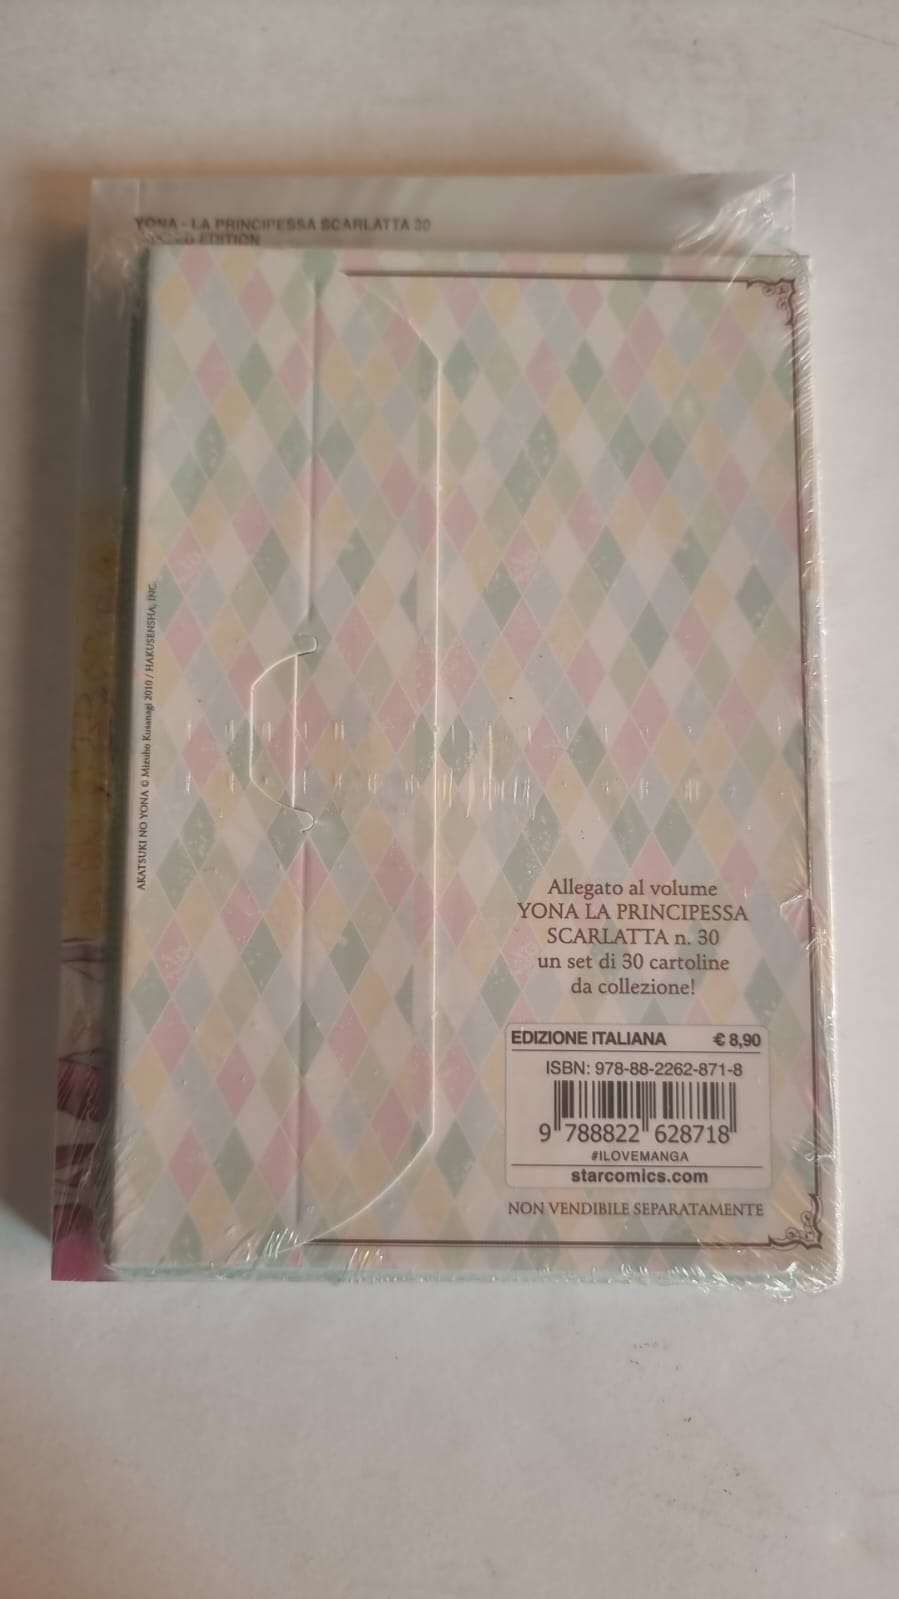 YONA - LA PRINCIPESSA SCARLATTA 30
EDITION
AKATSUKI NO YONA © Mizuho Kusanagi 2010 / HAKUSENSHA, INC.
Allegato al volume
YONA LA PRINCIPESSA
SCARLATTA n. 30
un set di 30 cartoline
da collezione!
EDIZIONE ITALIANA € 8,90
ISBN: 978-88-2262-871-8
9 788822 628718
#ILOVEMANGA
starcomics.com
NON VENDIBILE SEPARATAMENTE